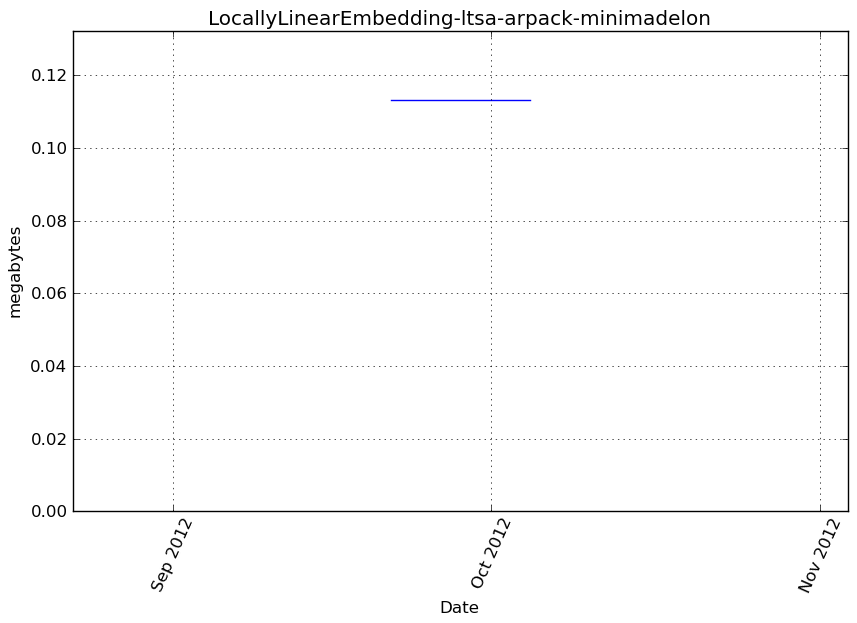 LocallyLinearEmbedding-ltsa-arpack-minimadelon
0.12
0.10
0.08
0.06
0.04
0.02
0.00
megabytes
Sep 2012
Oct 2012
Nov 2012
Date